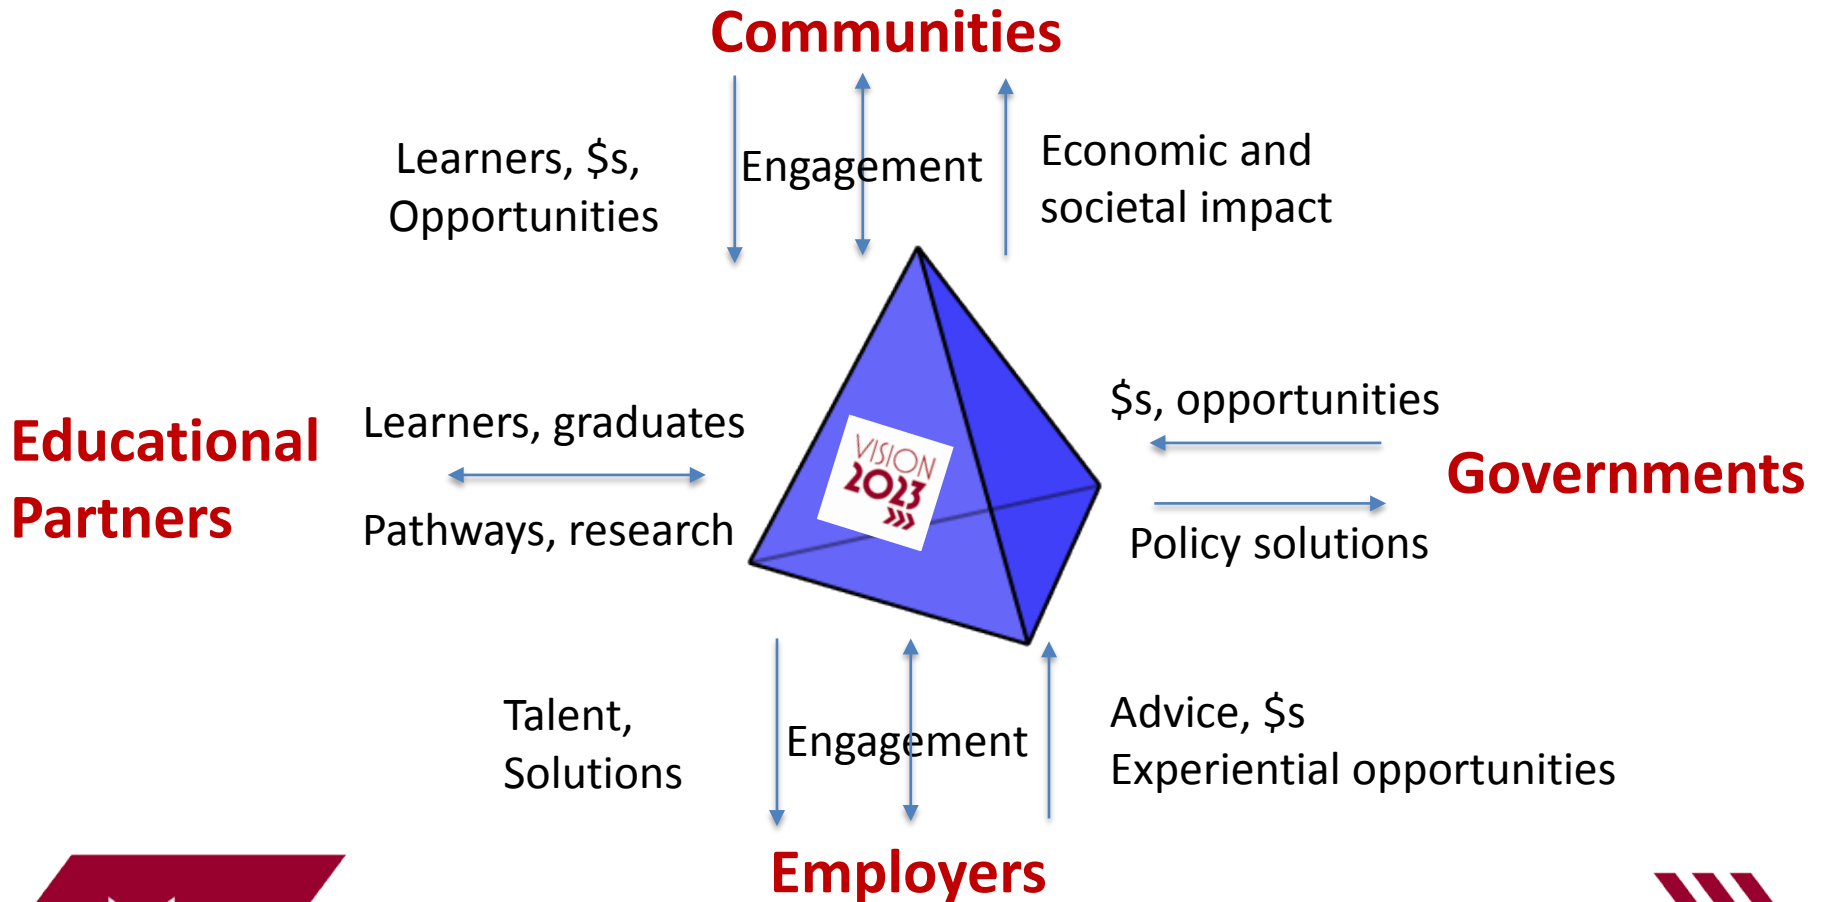 Communities
Learners, $s,
Opportunities
Engagement
Economic and
societal impact
Educational
Partners
Learners, graduates
Pathways, research
VISION
2023
$s, opportunities
Governments
Policy solutions
Talent,
Solutions
Engagement
Advice, $s
Experiential opportunities
Employers